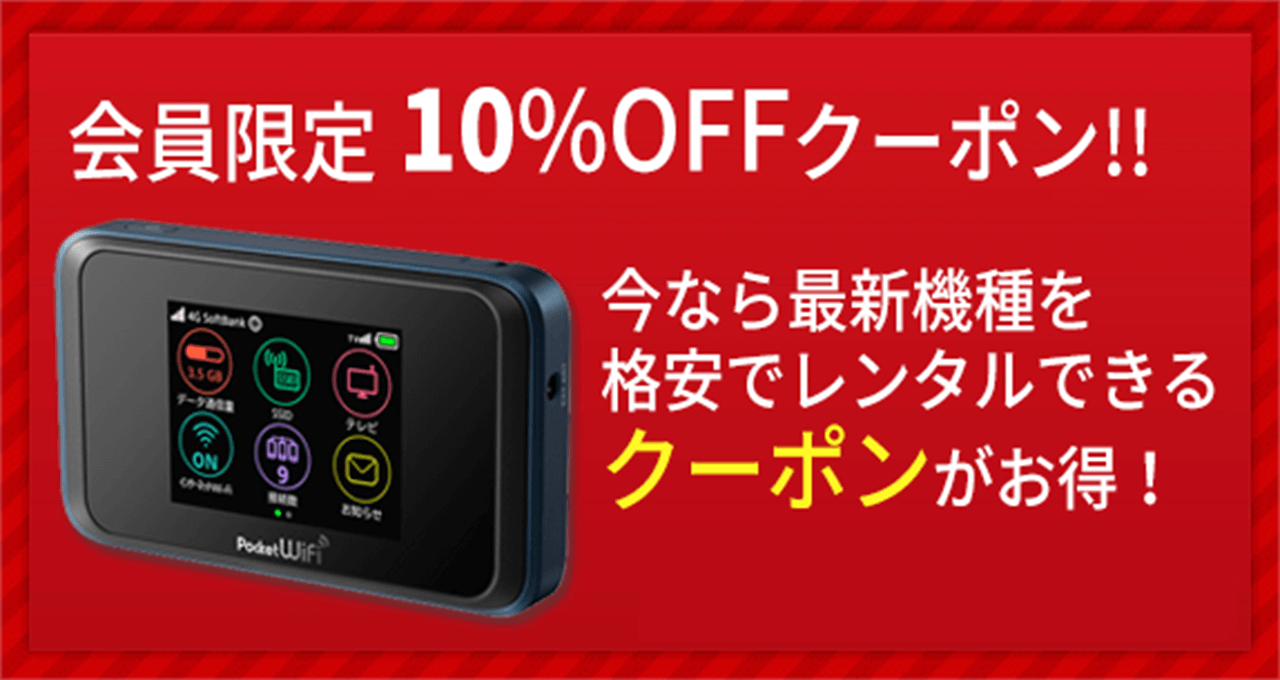 会員限定 10%OFFクーポン!!
今なら最新機種を
格安でレンタルできる
クーポンがお得！
4G SoftBank
3.5 GB
データ通信量
SSID
テレビ
ON
9
接続数
お知らせ
Pocket WiFi